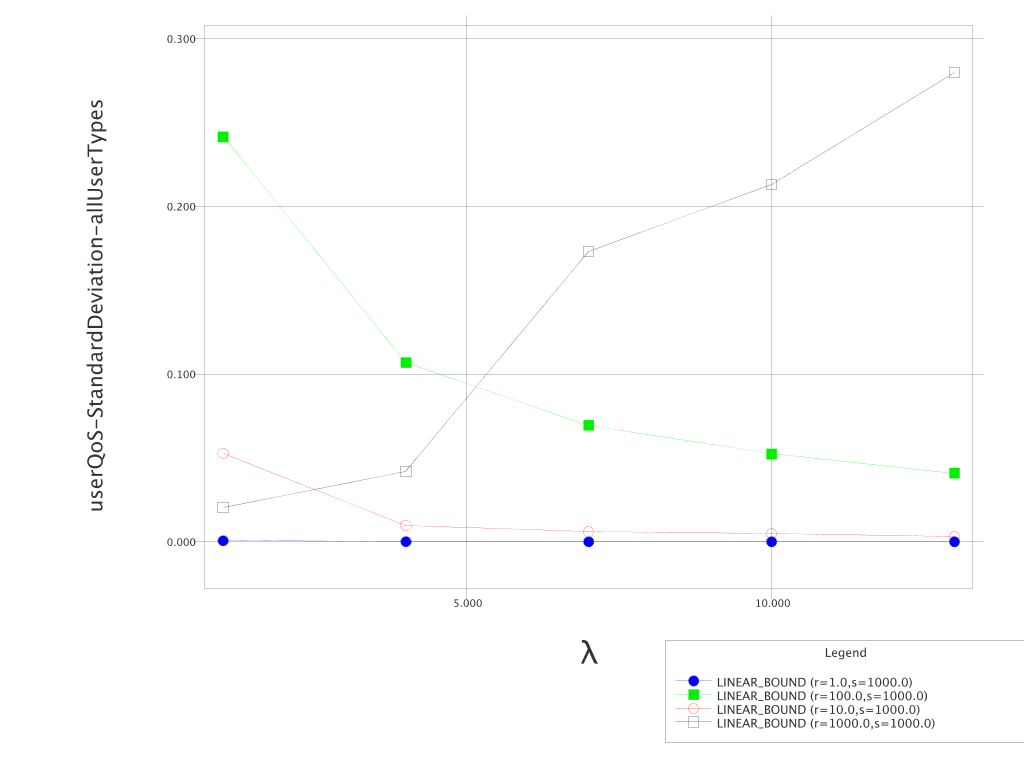 0.300
0.200
0.100
0.000
userQoS-StandardDeviation-allUserTypes
5.000
10.000
λ
Legend
LINEAR_BOUND (r=1.0,s=1000.0)
LINEAR_BOUND (r=100.0,s=1000.0)
LINEAR_BOUND (r=10.0,s=1000.0)
LINEAR_BOUND (r=1000.0,s=1000.0)